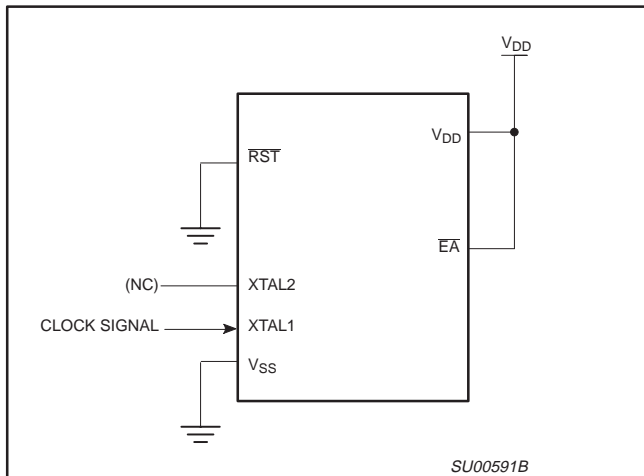 VDD
VDD
RST
EA
(NC)
XTAL2
CLOCK SIGNAL
XTAL1
VSS
SU00591B